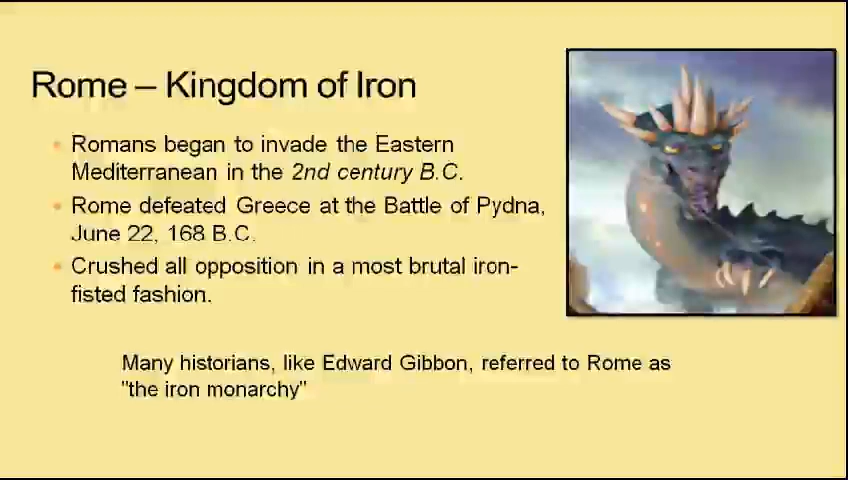 Rome – Kingdom of Iron
Romans began to invade the Eastern
Mediterranean in the 2nd century B.C.
Rome defeated Greece at the Battle of Pydna,
June 22, 168 B.C.
Crushed all opposition in a most brutal iron-
fisted fashion.
Many historians, like Edward Gibbon, referred to Rome as
"the iron monarchy"